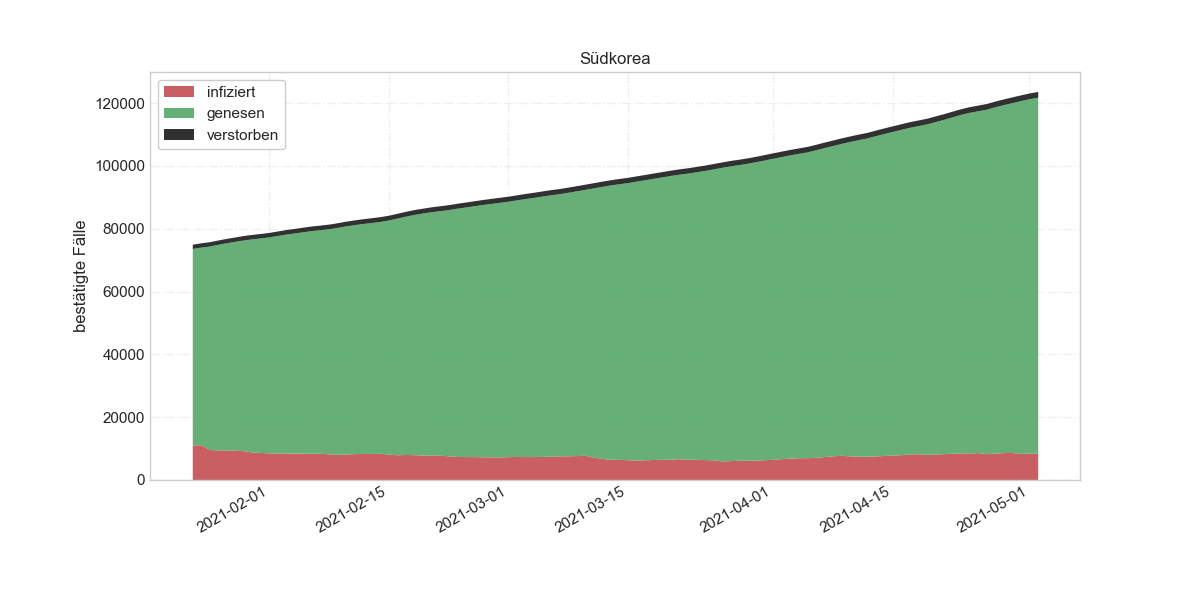 Südkorea
infiziert
genesen
verstorben
bestätigte Fälle
120000
100000
80000
60000
40000
20000
0
2021-02-01
2021-02-15
2021-03-01
2021-03-15
2021-04-01
2021-04-15
2021-05-01